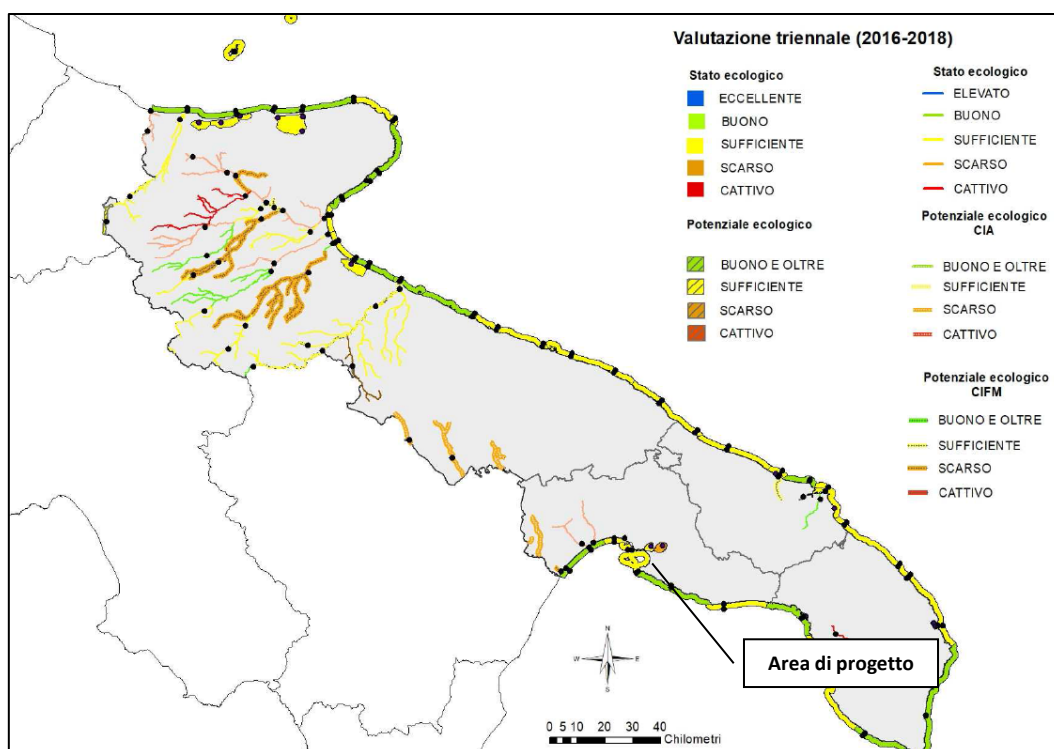 Valutazione triennale (2016-2018)
Stato ecologico
ECCELLENTE
BUONO
SUFFICIENTE
SCARSO
CATTIVO
Potenziale ecologico
BUONO E OLTRE
SUFFICIENTE
SCARSO
CATTIVO
Stato ecologico
ELEVATO
BUONO
SUFFICIENTE
SCARSO
CATTIVO
Potenziale ecologico
CIA
BUONO E OLTRE
SUFFICIENTE
SCARSO
CATTIVO
Potenziale ecologico
CIFM
BUONO E OLTRE
SUFFICIENTE
SCARSO
CATTIVO
Area di progetto
N
W E
S
0 5 10 20 30 40
Chilometri